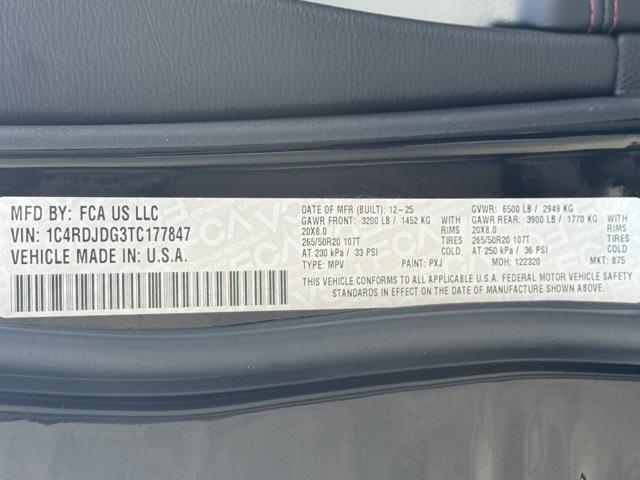 MFD BY: FCA US LLC
VIN: 1C4RDJDG3TC177847
VEHICLE MADE IN: U.S.A.
DATE OF MFR (BUILT): 12-25 GVWR: 6500 LB / 2949 KG
GAWR FRONT: 3200 LB / 1452 KG WITH GAWR REAR: 3900 LB / 1770 KG WITH
20X8.0 RIMS 20X8.0 RIMS
265/50R20 107T TIRES 265/50R20 107T TIRES
AT 230 kPa / 33 PSI COLD AT 250 kPa / 36 PSI COLD
TYPE: MPV PAINT: PXJ MDH: 122320 MKT: 875
THIS VEHICLE CONFORMS TO ALL APPLICABLE U.S.A. FEDERAL MOTOR VEHICLE SAFETY
STANDARDS IN EFFECT ON THE DATE OF MANUFACTURE SHOWN ABOVE.